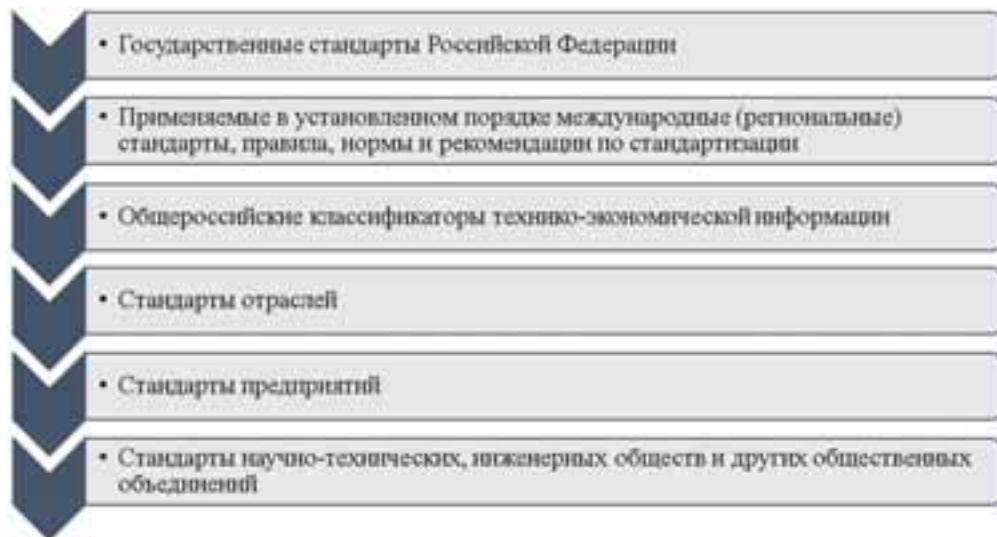 • Государственные стандарты Российской Федерации
• Применяемые в установленном порядке международные (региональные)
стандарты, правила, нормы и рекомендации по стандартизации
• Общероссийские классификаторы технико-экономической информации
• Стандарты отраслей
• Стандарты предприятий
• Стандарты научно-технических, инженерных обществ и других общественных
объединений